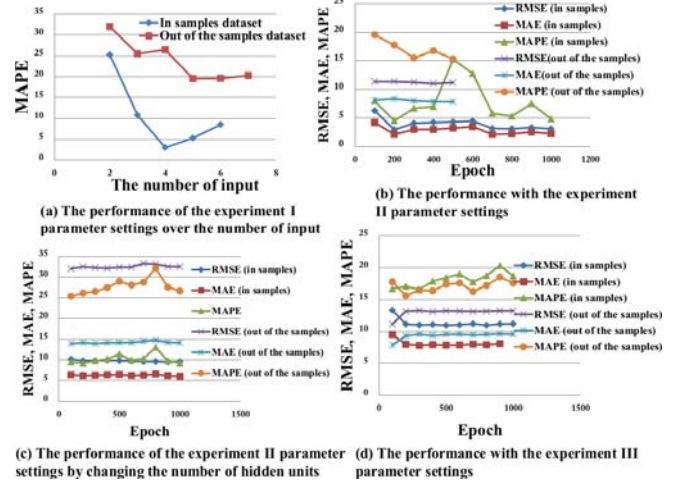 35
30
25
20
15
10
5
0
MAPE
In samples dataset
Out of the samples dataset
0 2 4 6 8
The number of input
(a) The performance of the experiment I
parameter settings over the number of input
25
20
15
10
5
0
RMSE, MAE, MAPE
RMSE (in samples)
MAE (in samples)
MAPE (in samples)
RMSE(out of samples)
MAE(out of the samples)
MAPE (out of the samples)
0 200 400 600 800 1000 1200
Epoch
(b) The performance with the experiment
II parameter settings
35
30
25
20
15
10
5
0
RMSE, MAE, MAPE
RMSE (in samples)
MAE (in samples)
MAPE
RMSE (out of the samples)
MAE (out of the samples)
MAPE (out of the samples)
0 500 1000 1500
Epoch
(c) The performance of the experiment II parameter
settings by changing the number of hidden units
25
20
15
10
5
0
RMSE, MAE, MAPE
RMSE (in samples)
MAE (in samples)
MAPE (in samples)
RMSE (out of the samples)
MAE (out of the samples)
MAPE (out of the samples)
0 500 1000 1500
Epoch
(d) The performance with the experiment III
parameter settings